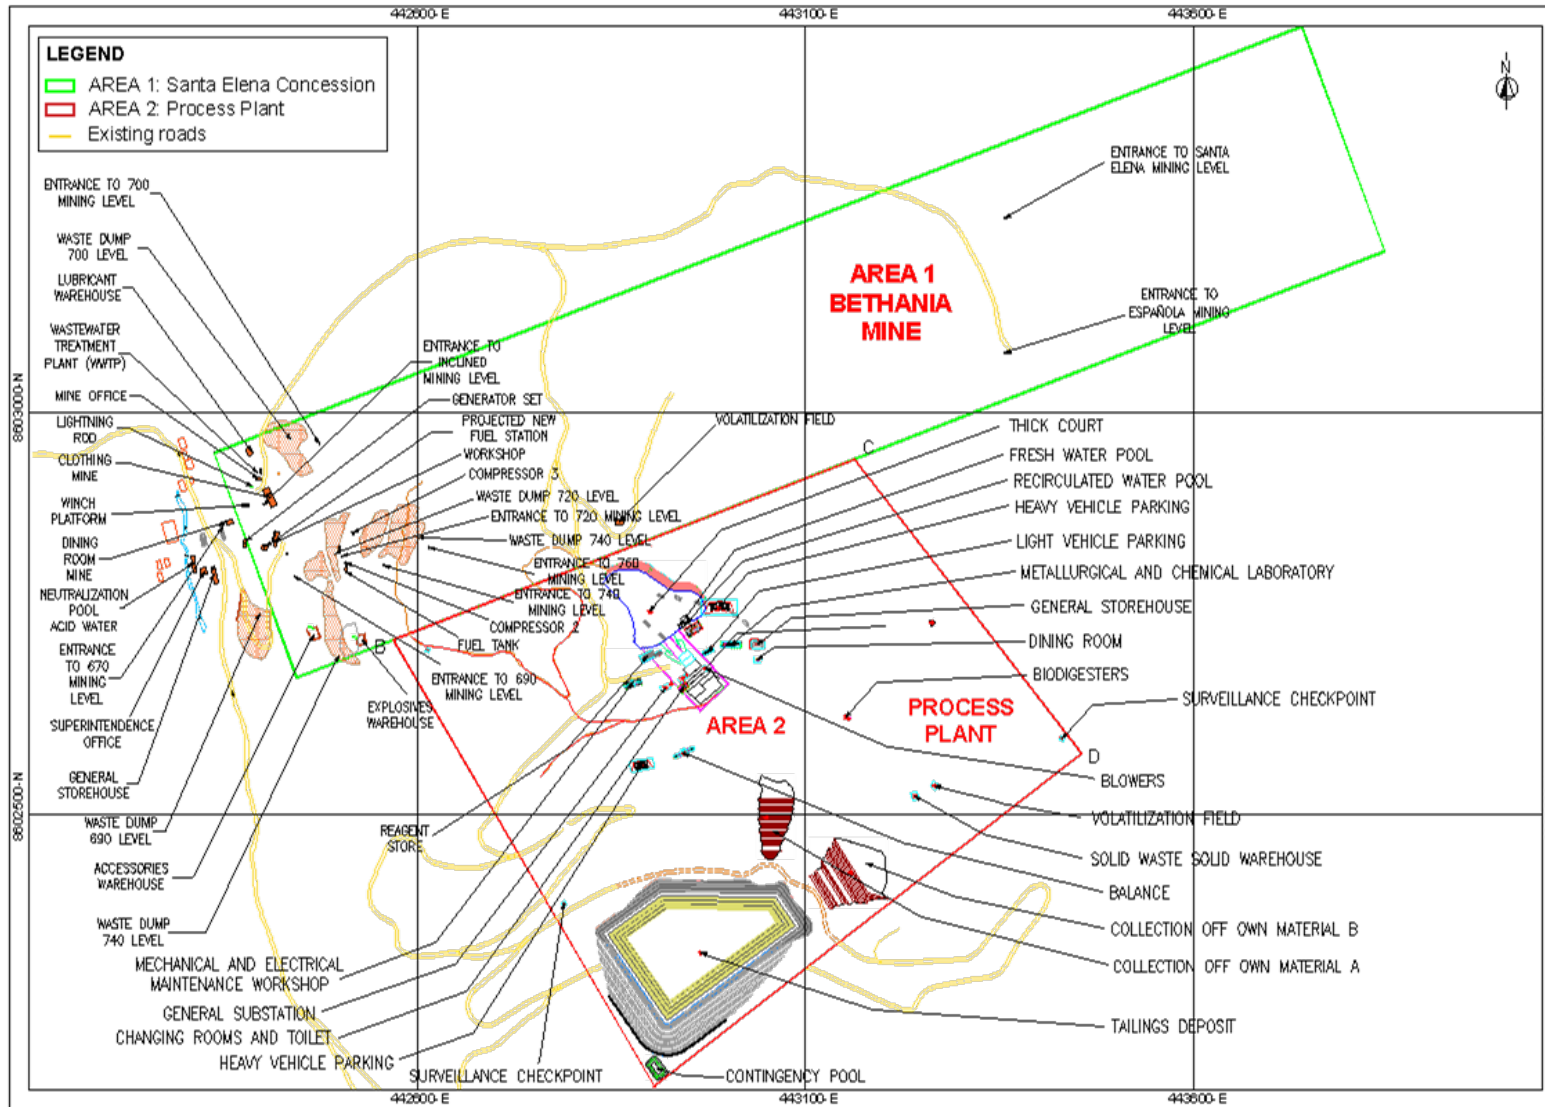 442600- E
443100- E
443600- E
LEGEND
AREA 1: Santa Elena Concession
AREA 2: Process Plant
Existing roads
N
ENTRANCE TO SANTA
ELENA MINING LEVEL
ENTRANCE TO 700
MINING LEVEL
WASTE DUMP
700 LEVEL
LUBRICANT
WAREHOUSE
WASTEWATER
TREATMENT
PLANT (WWTP)
MINE OFFICE
LIGHTNING
ROD
CLOTHING
MINE
WINCH
PLATFORM
DINING
ROOM
MINE
NEUTRALIZATION
POOL
ACID WATER
ENTRANCE
TO 670
MINING
LEVEL
SUPERINTENDENCE
OFFICE
GENERAL
STOREHOUSE
WASTE DUMP
690 LEVEL
ACCESSORIES
WAREHOUSE
WASTE DUMP
740 LEVEL
AREA 1
BETHANIA
MINE
ENTRANCE TO
ESPAÑOLA MINING
LEVEL
ENTRANCE TO
INCLINED
MINING LEVEL
GENERATOR SET
PROJECTED NEW
FUEL STATION
WORKSHOP
COMPRESSOR 3
WASTE DUMP 720 LEVEL
ENTRANCE TO 720 MINING LEVEL
WASTE DUMP 740 LEVEL
ENTRANCE TO 760
MINING LEVEL
ENTRANCE TO 740
MINING LEVEL
COMPRESSOR 2
FUEL TANK
ENTRANCE TO 690
MINING LEVEL
EXPLOSIVES
WAREHOUSE
VOLATILIZATION FIELD
8603000-N
8602500-N
B
C
D
THICK COURT
FRESH WATER POOL
RECIRCULATED WATER POOL
HEAVY VEHICLE PARKING
LIGHT VEHICLE PARKING
METALLURGICAL AND CHEMICAL LABORATORY
GENERAL STOREHOUSE
DINING ROOM
BIODIGESTERS
SURVEILLANCE CHECKPOINT
AREA 2
PROCESS
PLANT
BLOWERS
VOLATILIZATION FIELD
SOLID WASTE SOLID WAREHOUSE
BALANCE
COLLECTION OFF OWN MATERIAL B
COLLECTION OFF OWN MATERIAL A
TAILINGS DEPOSIT
REAGENT
STORE
MECHANICAL AND ELECTRICAL
MAINTENANCE WORKSHOP
GENERAL SUBSTATION
CHANGING ROOMS AND TOILET
HEAVY VEHICLE PARKING
SURVEILLANCE CHECKPOINT
CONTINGENCY POOL
442600- E
443100- E
443600- E